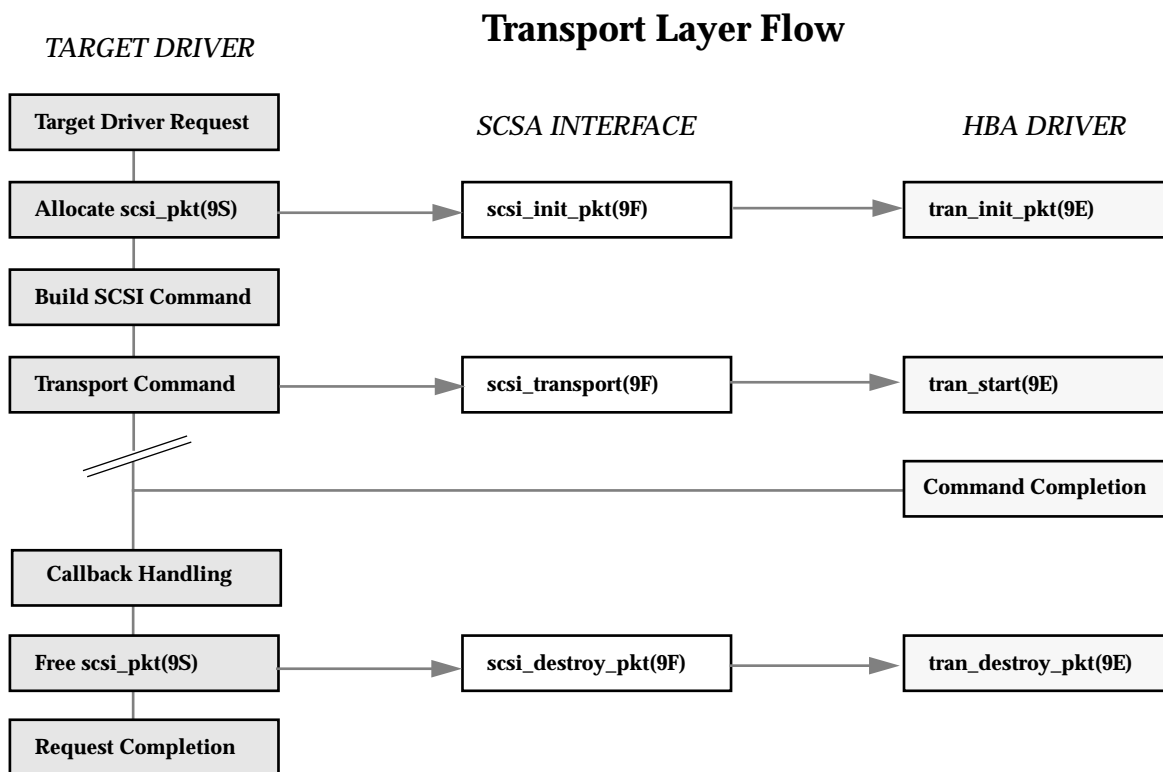 Transport Layer Flow
TARGET DRIVER
SCSA INTERFACE
HBA DRIVER
Target Driver Request
Allocate scsi_pkt(9S)
scsi_init_pkt(9F)
tran_init_pkt(9E)
Build SCSI Command
Transport Command
scsi_transport(9F)
tran_start(9E)
Command Completion
Callback Handling
Free scsi_pkt(9S)
scsi_destroy_pkt(9F)
tran_destroy_pkt(9E)
Request Completion